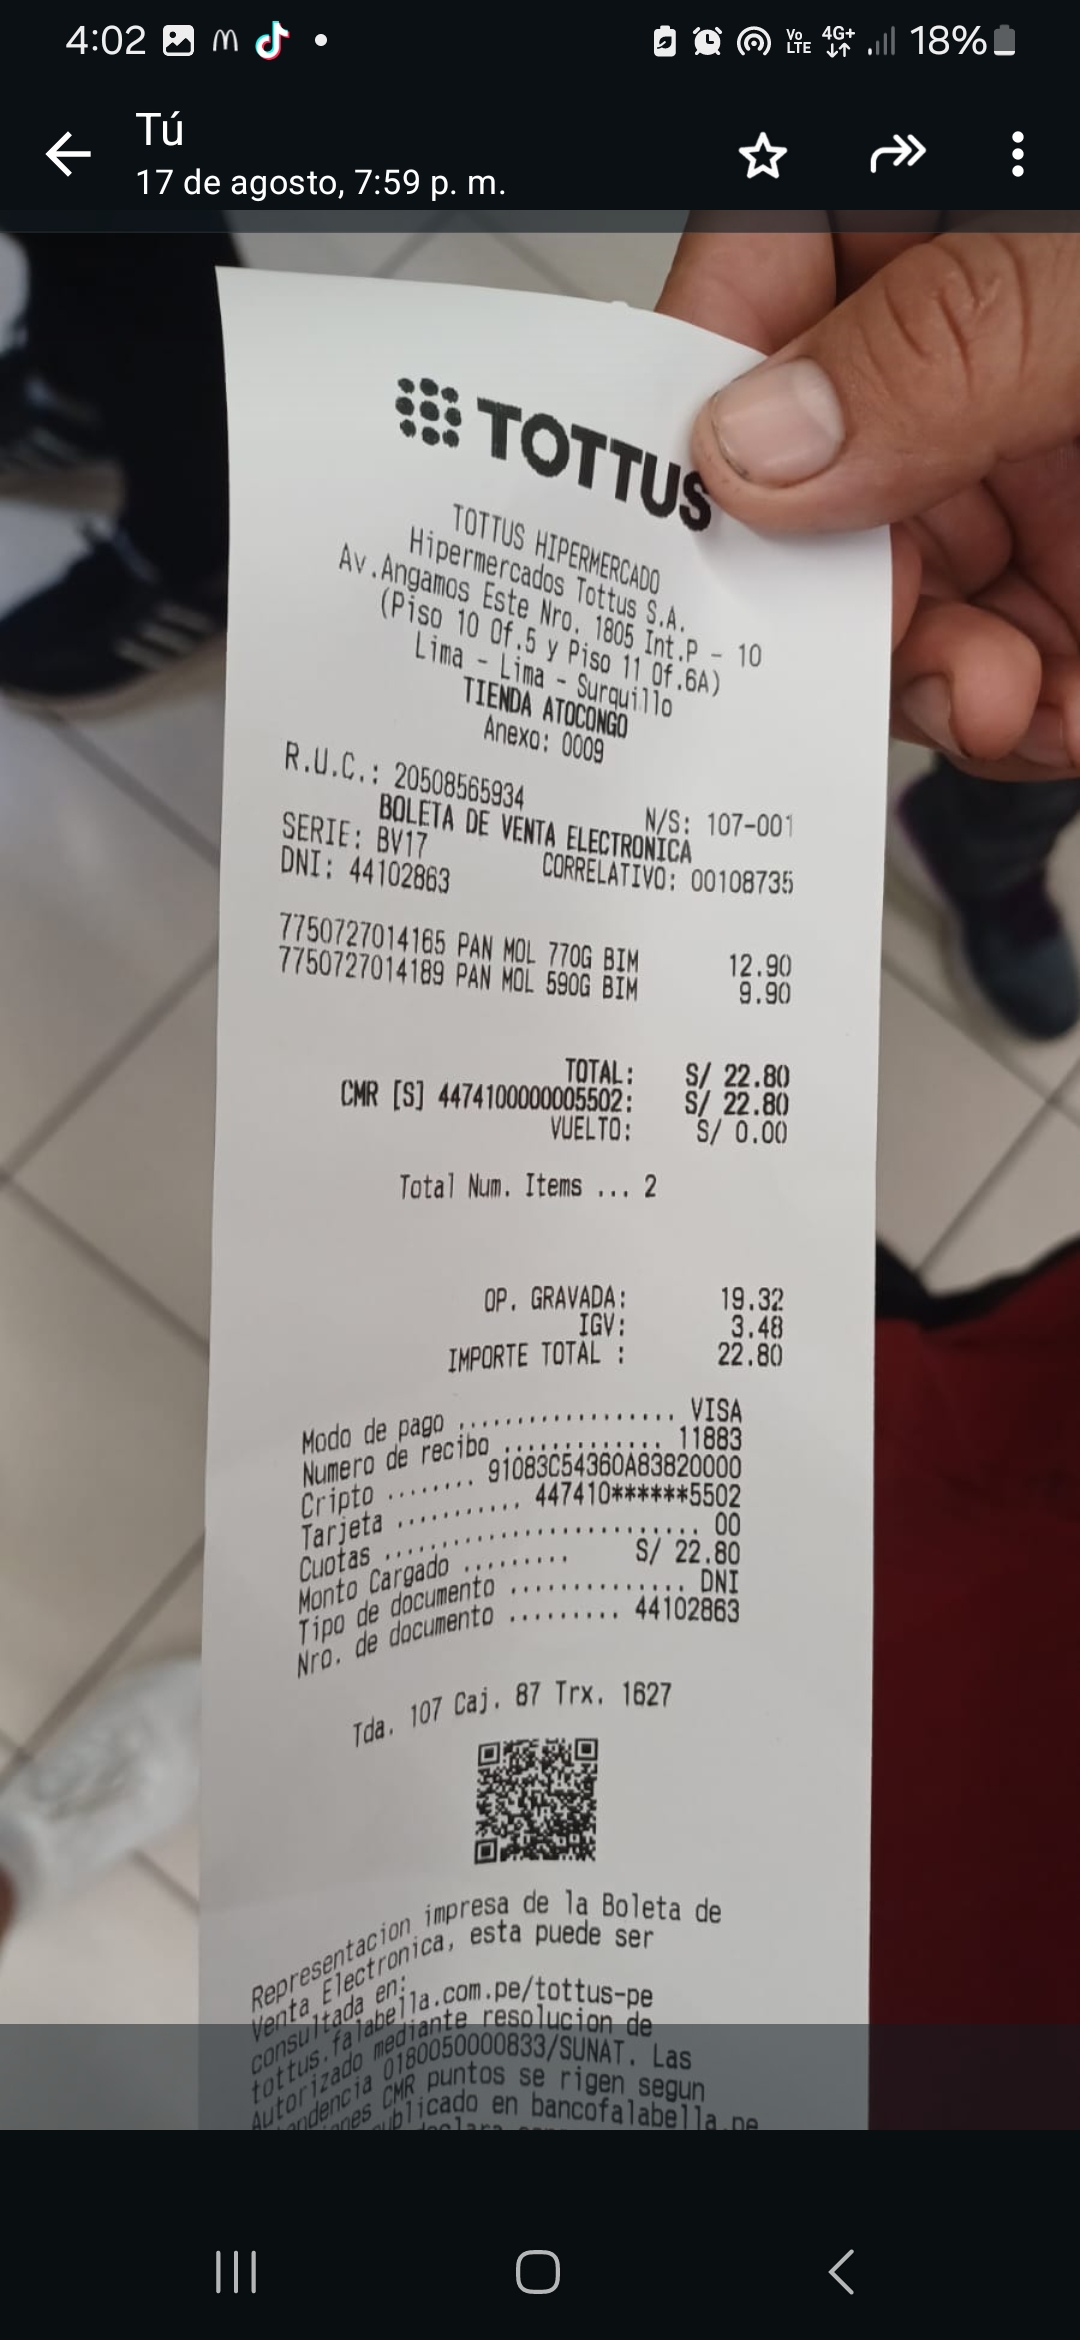 4:02
Vo LTE 4G+ 18%
Tú
17 de agosto, 7:59 p. m.
TOTTUS
TOTTUS HIPERMERCADO
Hipermercados Tottus S.A.
Av.Angamos Este Nro. 1805 Int.P - 10
(Piso 10 Of.5 y Piso 11 Of.6A)
Lima - Lima - Surquillo
TIENDA ATOCONGO
Anexo: 0009
R.U.C.: 20508565934 N/S: 107-001
BOLETA DE VENTA ELECTRONICA
SERIE: BV17 CORRELATIVO: 00108735
DNI: 44102863
7750727014165 PAN MOL 770G BIM 12.90
7750727014189 PAN MOL 590G BIM 9.90
TOTAL: S/ 22.80
CMR [S] 4474100000005502: S/ 22.80
VUELTO: S/ 0.00
Total Num. Items ... 2
OP. GRAVADA: 19.32
IGV: 3.48
IMPORTE TOTAL : 22.80
Modo de pago .................. VISA
Numero de recibo ............. 11883
Cripto ........ 91083C54360A83820000
Tarjeta ........... 447410******5502
Cuotas .......................... 00
Monto Cargado ......... S/ 22.80
Tipo de documento ............... DNI
Nro. de documento ......... 44102863
Tda. 107 Caj. 87 Trx. 1627
Representacion impresa de la Boleta de
Venta Electronica, esta puede ser
consultada en:
tottus.falabella.com.pe/tottus-pe
Autorizado mediante resolucion de
0180050000833/SUNAT. Las
CMR puntos se rigen segun
en bancofalabella.pe